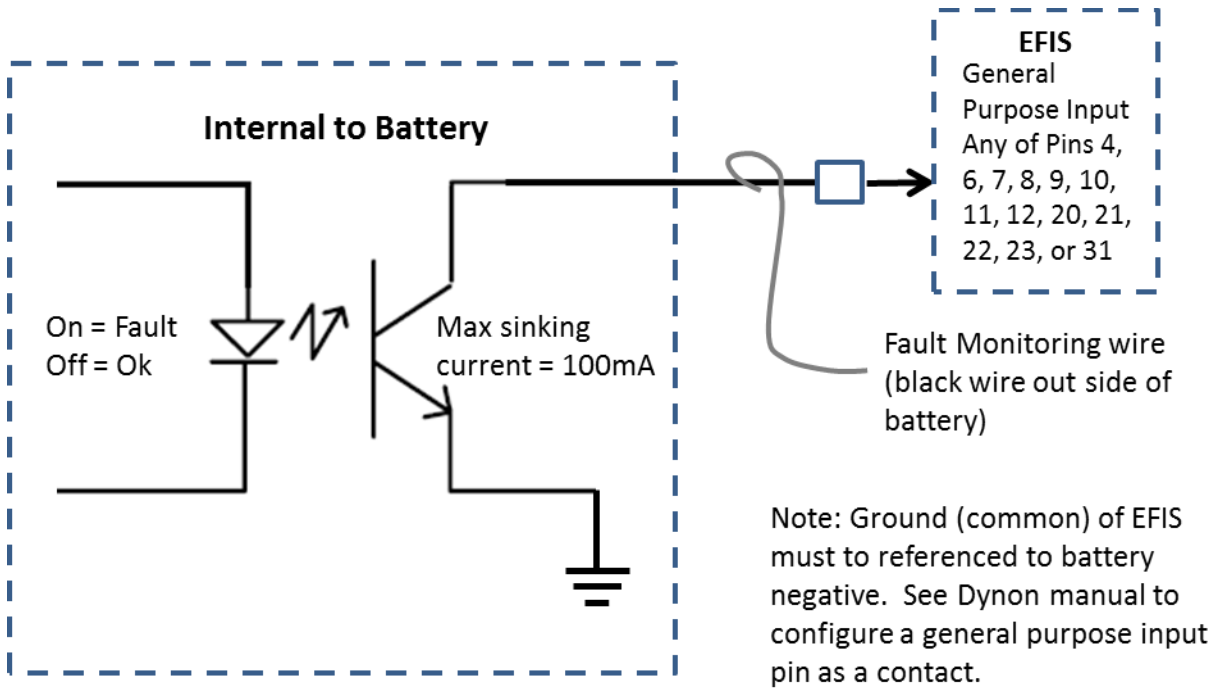 EFIS
General
Purpose Input
Any of Pins 4,
6, 7, 8, 9, 10,
11, 12, 20, 21,
22, 23, or 31
Internal to Battery
On = Fault
Off = Ok
Max sinking
current = 100mA
Fault Monitoring wire
(black wire out side of
battery)
Note: Ground (common) of EFIS
must to referenced to battery
negative.  See Dynon manual to
configure a general purpose input
pin as a contact.